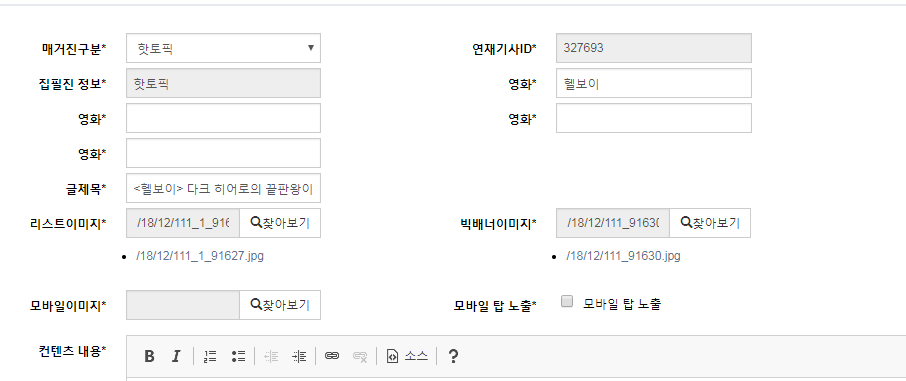 매거진구분* 핫토픽 연재기사ID* 327693
집필진 정보* 핫토픽 영화* 헬보이
영화* 영화*
영화*
글제목* <헬보이> 다크 히어로의 끝판왕이
리스트이미지* /18/12/111_1_916 찾아보기 빅배너이미지* /18/12/111_91630 찾아보기
/18/12/111_1_91627.jpg /18/12/111_91630.jpg
모바일이미지* 찾아보기 모바일 탑 노출* 모바일 탑 노출
컨텐츠 내용* B I 소스 ?